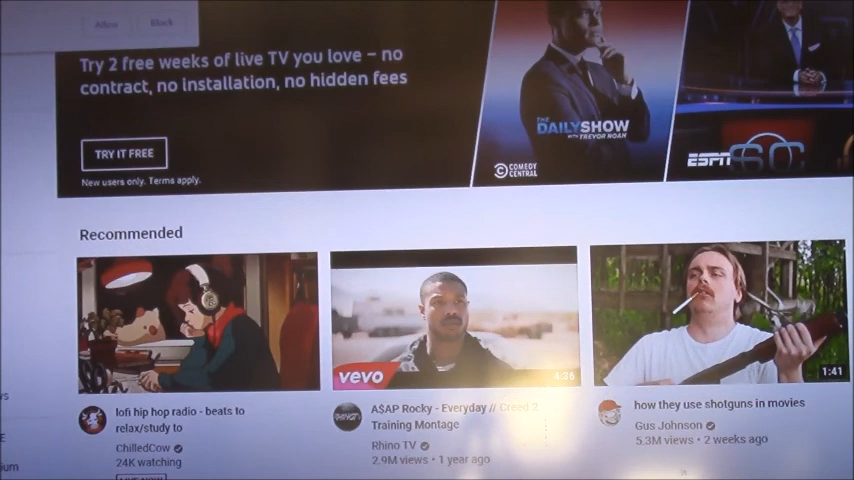 Allow Block
Try 2 free weeks of live TV you love – no
contract, no installation, no hidden fees
TRY IT FREE
New users only. Terms apply.
THE
DAILYSHOW
WITH TREVOR NOAH
COMEDY
CENTRAL
ESPN SC
Recommended
vevo
4:36
1:41
lofi hip hop radio - beats to
relax/study to
ChilledCow
24K watching
LIVE NOW
A$AP Rocky - Everyday // Creed 2
Training Montage
Rhino TV
2.9M views • 1 year ago
how they use shotguns in movies
Gus Johnson
5.3M views • 2 weeks ago